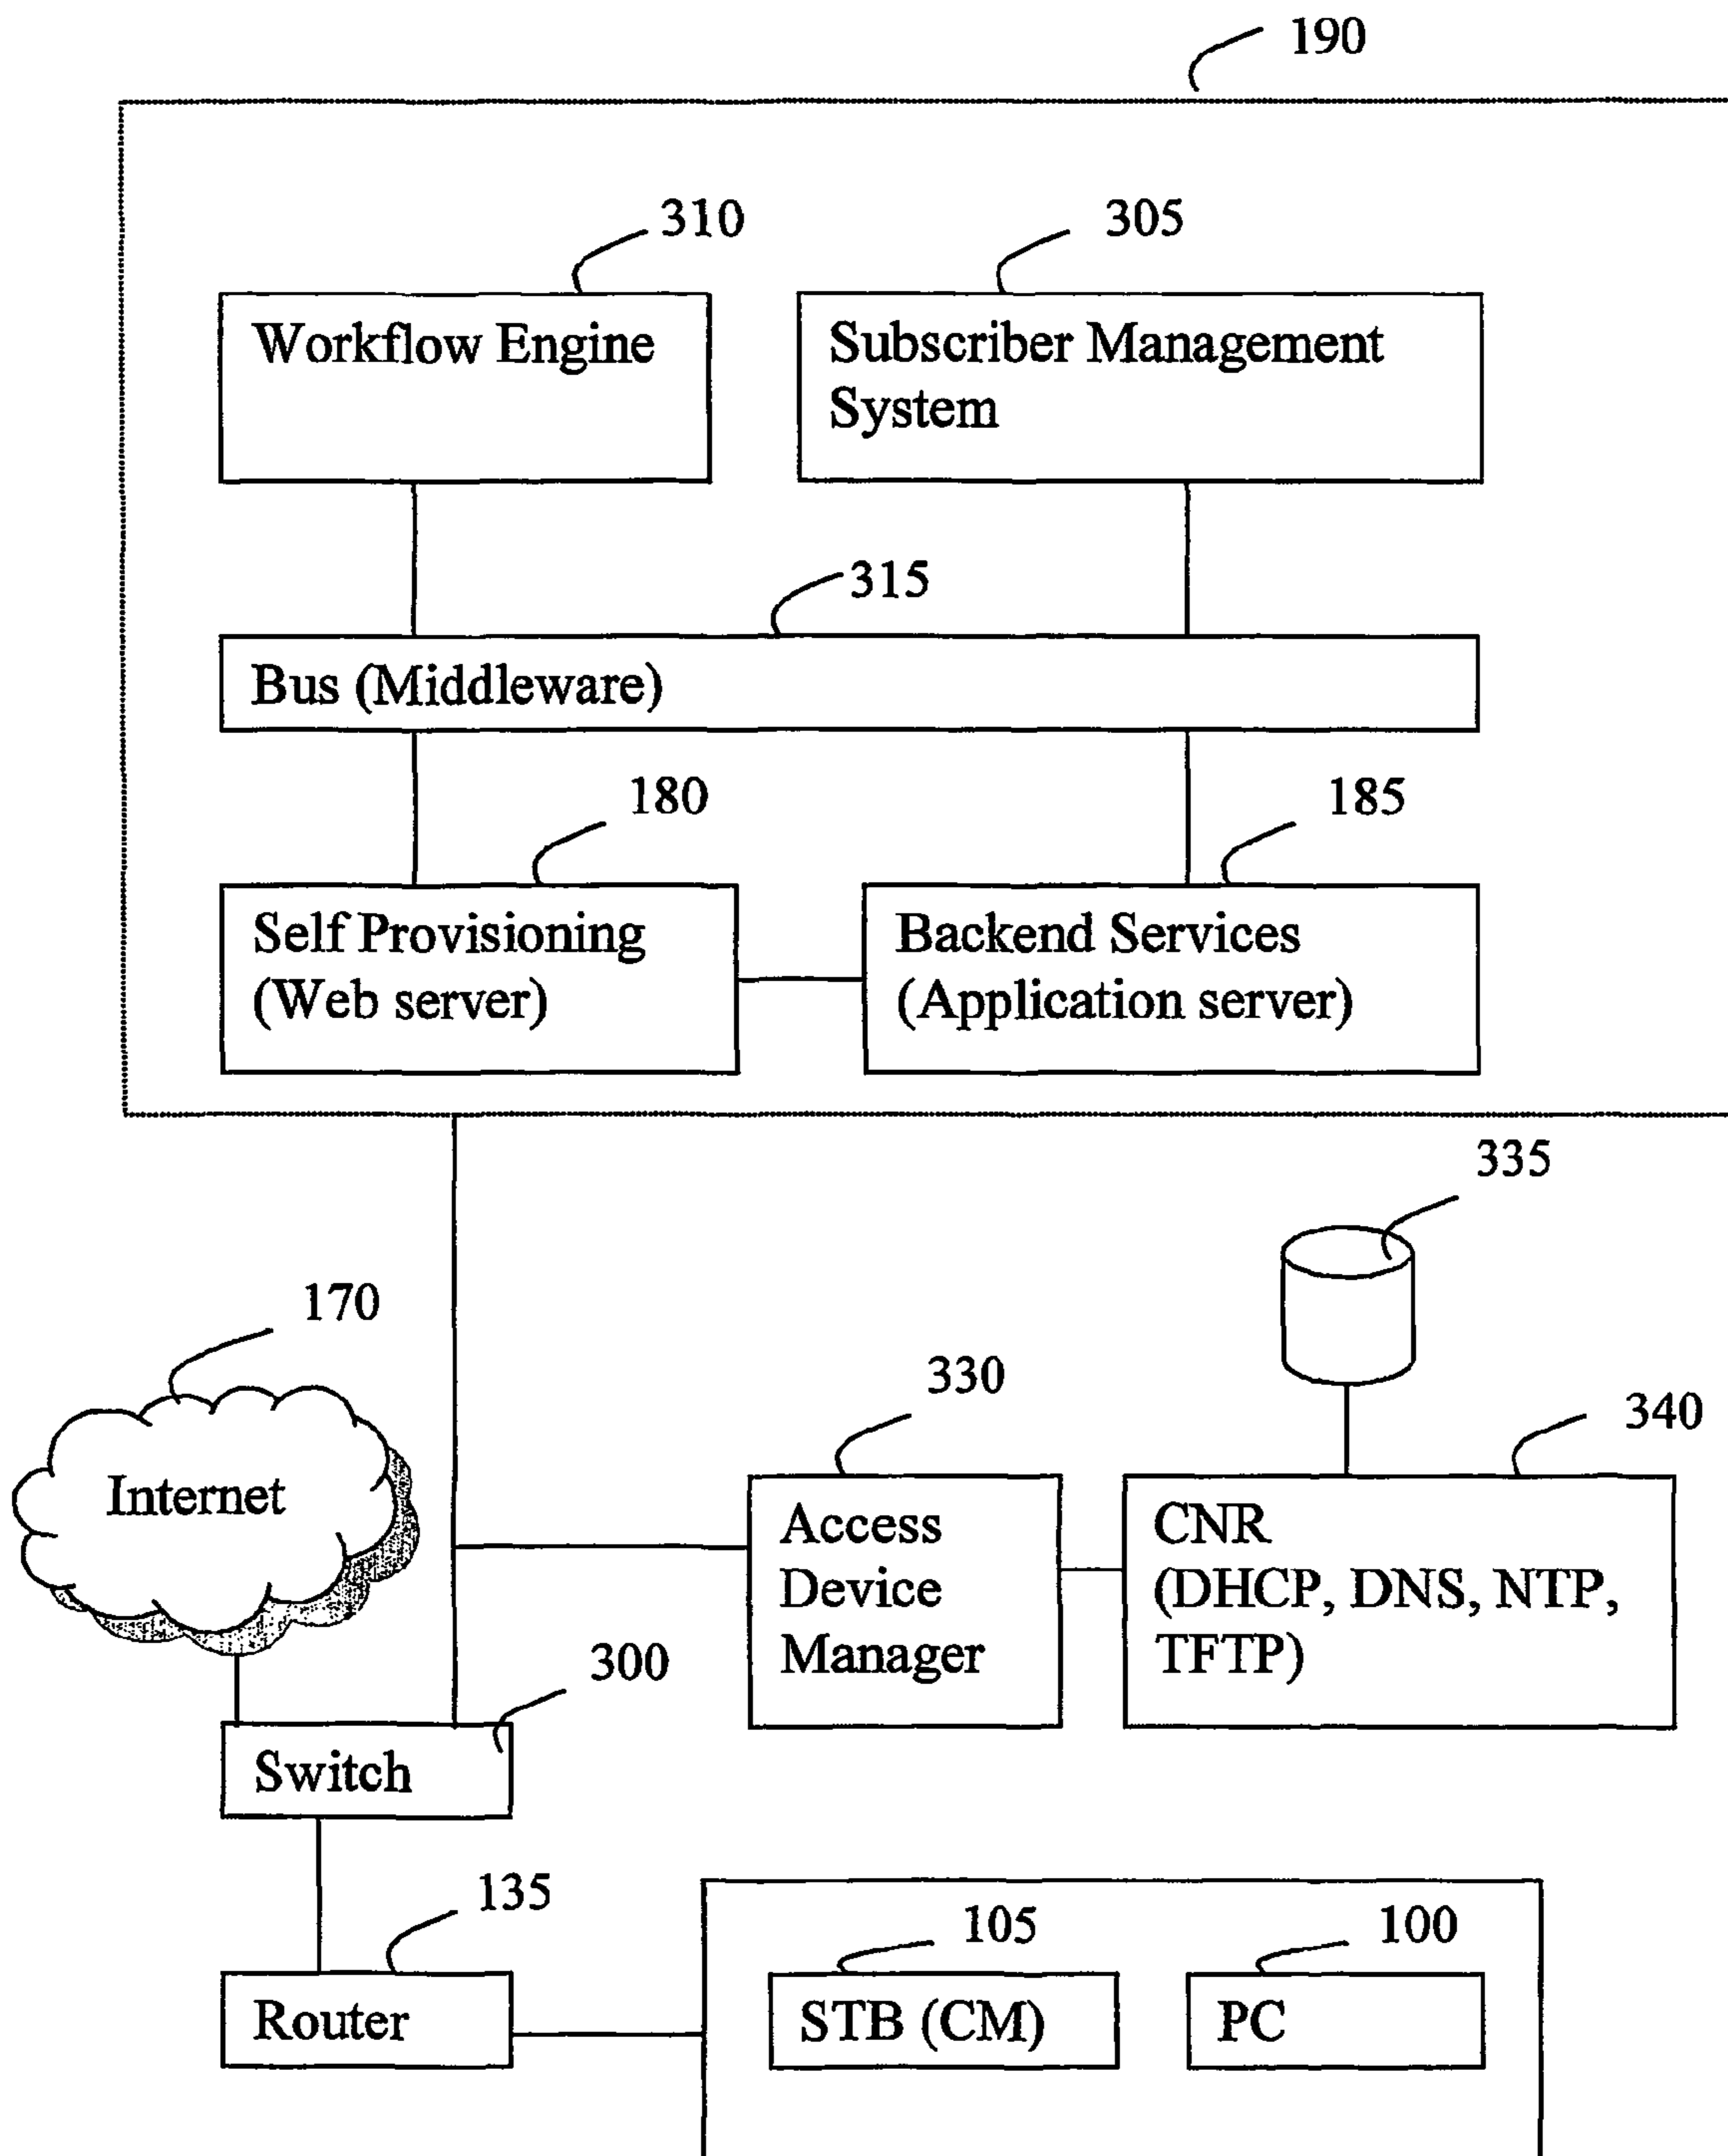 190
310
305
Workflow Engine
Subscriber Management
System
315
Bus (Middleware)
180
185
Self Provisioning
(Web server)
Backend Services
(Application server)
335
170
330
340
Internet
Access
Device
Manager
CNR
(DHCP, DNS, NTP,
TFTP)
300
Switch
135
105
100
Router
STB (CM)
PC